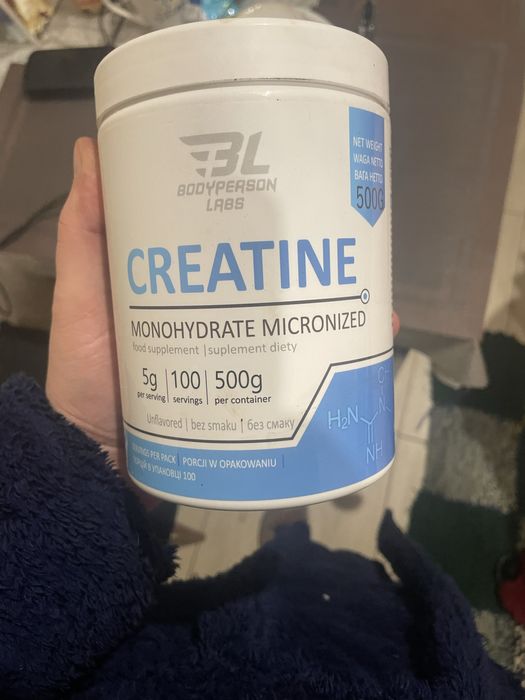 BL
BODYPERSON
LABS
NET WEIGHT
WAGA NETTO
ВАГА НЕТТО
500G
CREATINE
MONOHYDRATE MICRONIZED
food supplement | suplement diety
5g | 100 | 500g
per serving | servings | per container
Unflavored | bez smaku | без смаку
SERVINGS PER PACK | PORCJI W OPAKOWANIU |
ПОРЦІЙ В УПАКОВЦІ 100
H₂N
C
N
NH